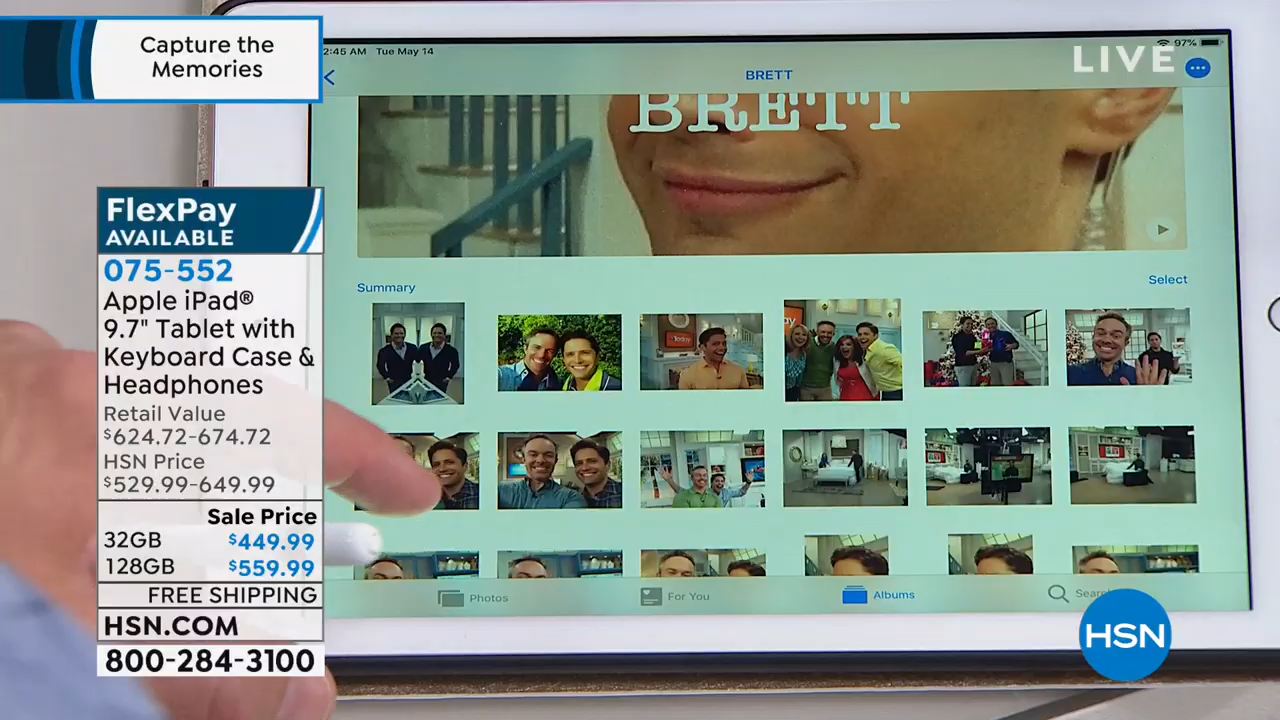 Capture the
Memories
2:45 AM Tue May 14
97%
LIVE
BRETT
BRETT
FlexPay
AVAILABLE
075-552
Apple iPad®
9.7" Tablet with
Keyboard Case &
Headphones
Retail Value
$624.72-674.72
HSN Price
$529.99-649.99
Sale Price
32GB $449.99
128GB $559.99
FREE SHIPPING
HSN.COM
800-284-3100
Summary
Select
Today
Photos
For You
Albums
Search
HSN